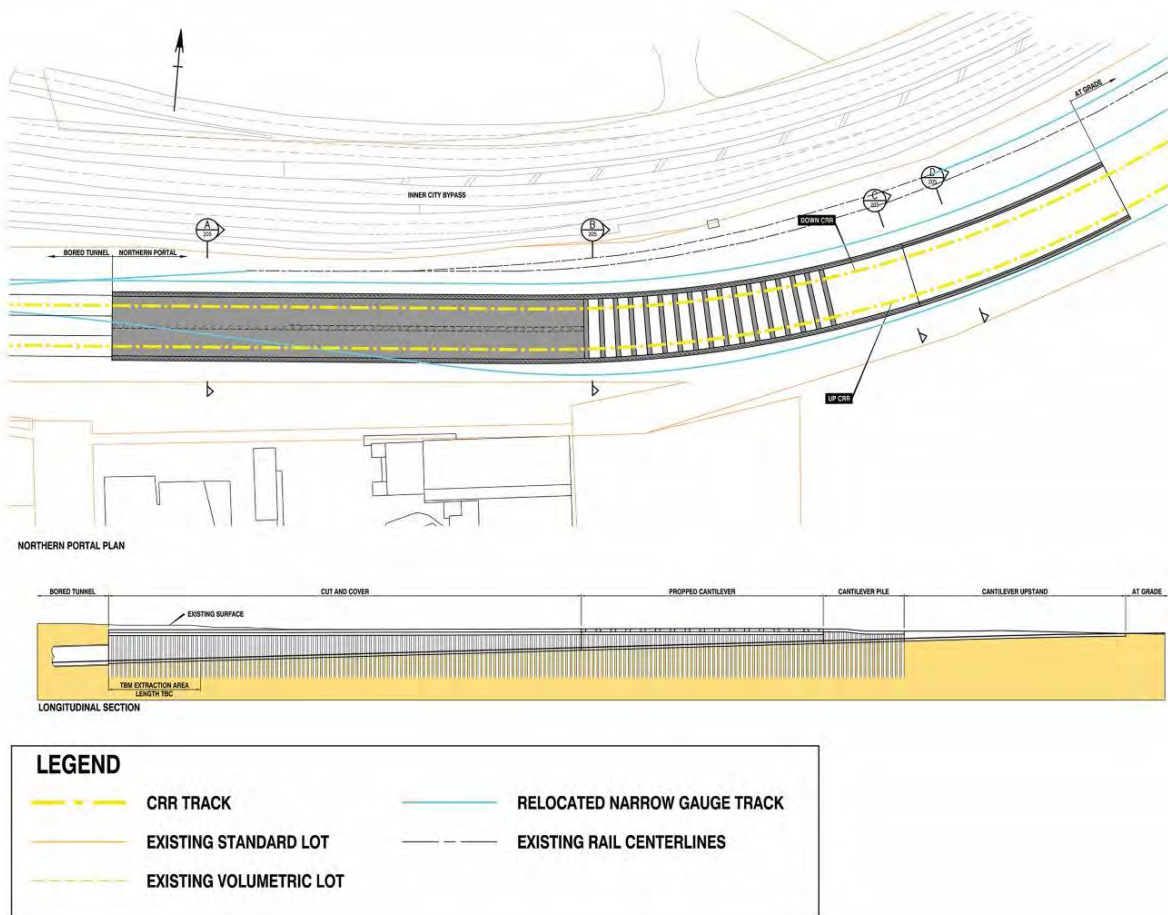 AT GRADE
INNER CITY BYPASS
A
205
B
205
C
205
D
205
DOWN CRR
BORED TUNNEL
NORTHERN PORTAL
UP CRR
NORTHERN PORTAL PLAN
BORED TUNNEL
CUT AND COVER
PROPPED CANTILEVER
CANTILEVER PILE
CANTILEVER UPSTAND
AT GRADE
EXISTING SURFACE
TBM EXTRACTION AREA
LENGTH TBC
LONGITUDINAL SECTION
LEGEND
CRR TRACK
RELOCATED NARROW GAUGE TRACK
EXISTING STANDARD LOT
EXISTING RAIL CENTERLINES
EXISTING VOLUMETRIC LOT